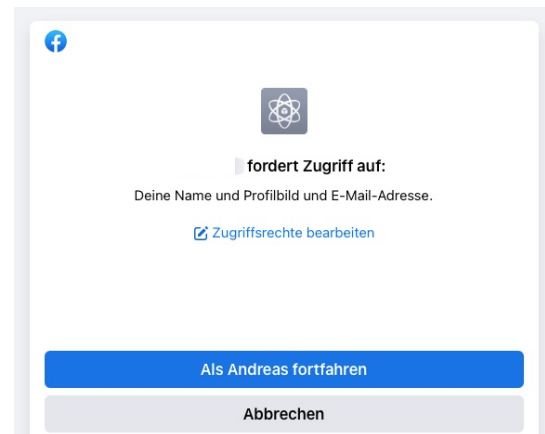 fordert Zugriff auf:
Deine Name und Profilbild und E-Mail-Adresse.
Zugriffsrechte bearbeiten
Als Andreas fortfahren
Abbrechen